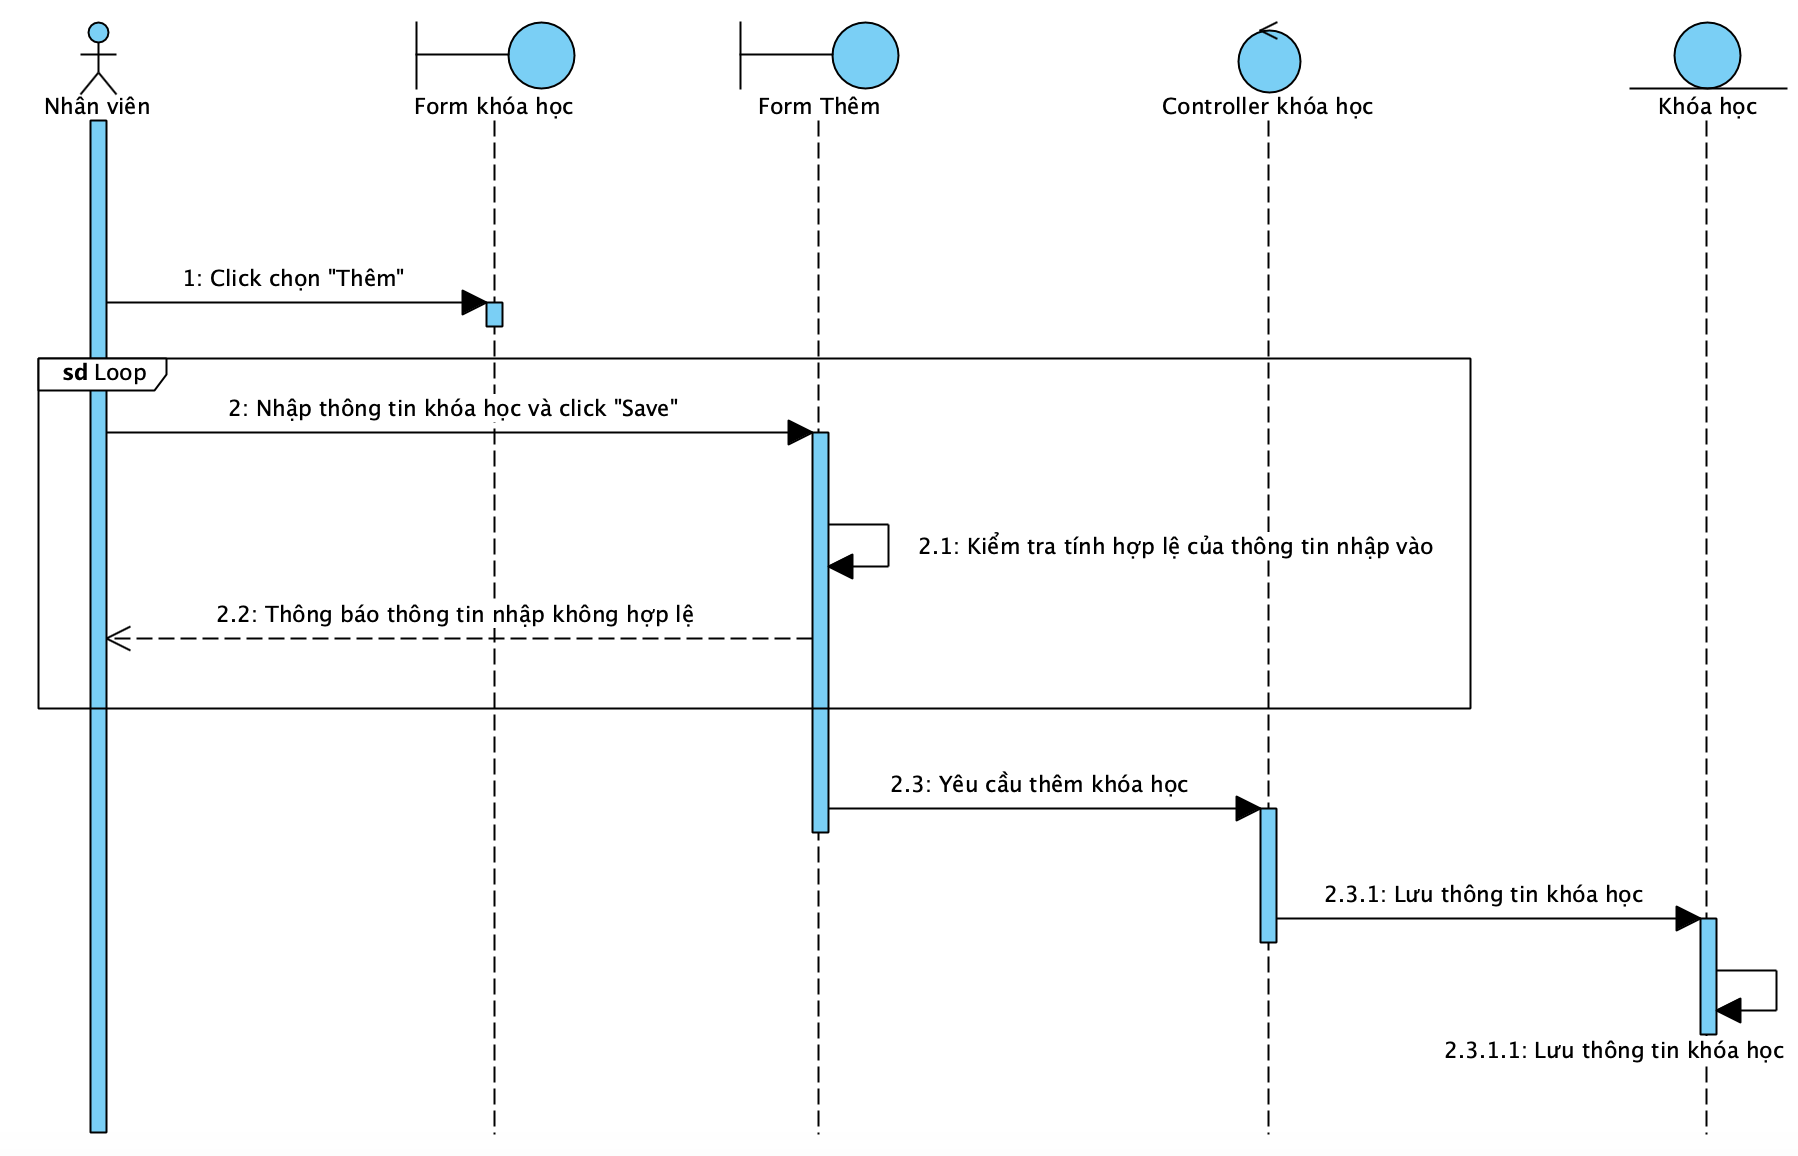 Nhân viên
Form khóa học
Form Thêm
Controller khóa học
Khóa học
1: Click chọn "Thêm"
sd Loop
2: Nhập thông tin khóa học và click "Save"
2.1: Kiểm tra tính hợp lệ của thông tin nhập vào
2.2: Thông báo thông tin nhập không hợp lệ
2.3: Yêu cầu thêm khóa học
2.3.1: Lưu thông tin khóa học
2.3.1.1: Lưu thông tin khóa học